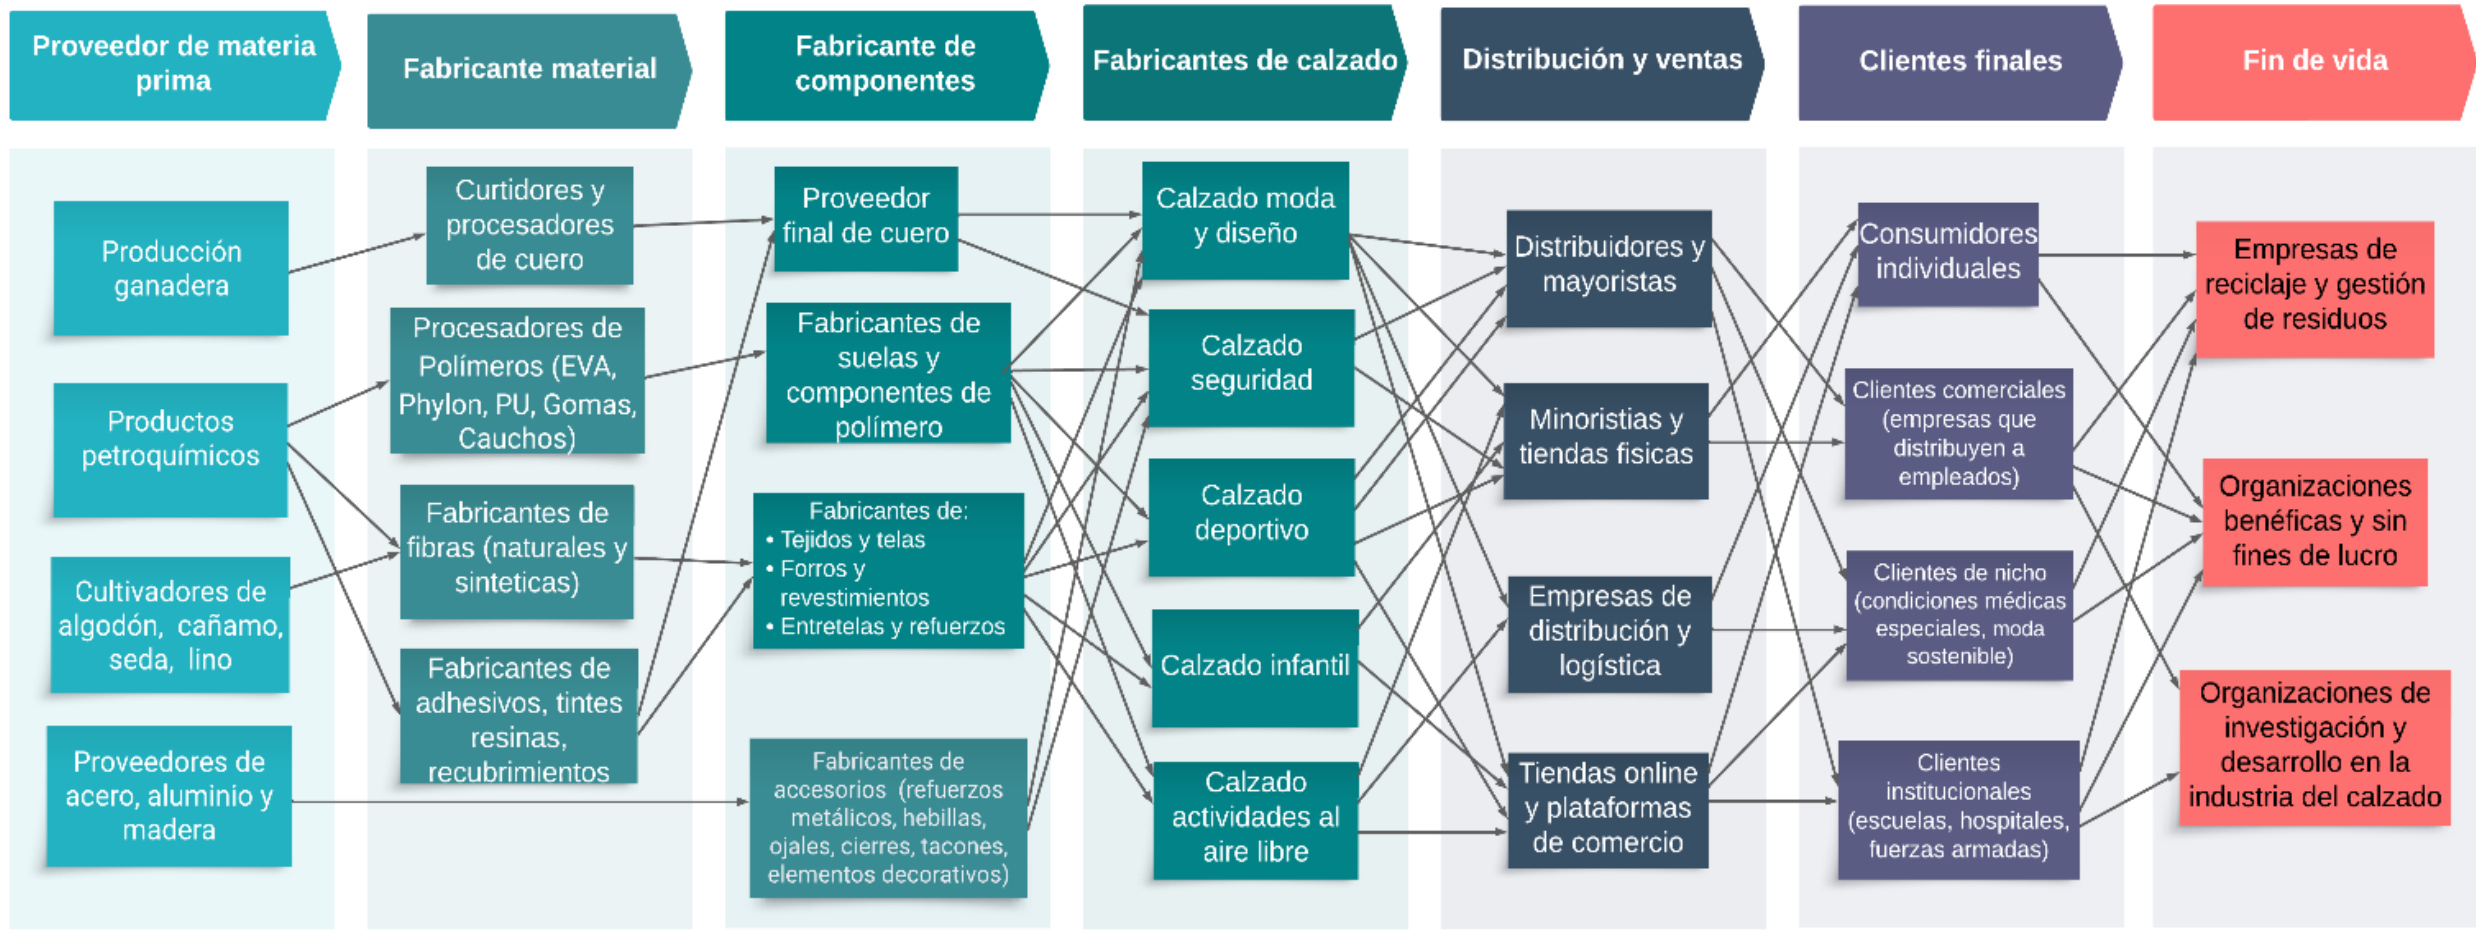 Proveedor de materia
prima
Fabricante material
Fabricante de
componentes
Fabricantes de calzado
Distribución y ventas
Clientes finales
Fin de vida
Producción
ganadera
Productos
petroquímicos
Cultivadores de
algodón, cañamo,
seda, lino
Proveedores de
acero, aluminio y
madera
Curtidores y
procesadores
de cuero
Procesadores de
Polímeros (EVA,
Phylon, PU, Gomas,
Cauchos)
Fabricantes de
fibras (naturales y
sinteticas)
Fabricantes de
adhesivos, tintes
resinas,
recubrimientos
Proveedor
final de cuero
Fabricantes de
suelas y
componentes de
polímero
Fabricantes de:
• Tejidos y telas
• Forros y
revestimientos
• Entretelas y refuerzos
Fabricantes de
accesorios (refuerzos
metálicos, hebillas,
ojales, cierres, tacones,
elementos decorativos)
Calzado moda
y diseño
Calzado
seguridad
Calzado
deportivo
Calzado infantil
Calzado
actividades al
aire libre
Distribuidores y
mayoristas
Minoristias y
tiendas fisicas
Empresas de
distribución y
logística
Tiendas online
y plataformas
de comercio
Consumidores
individuales
Clientes comerciales
(empresas que
distribuyen a
empleados)
Clientes de nicho
(condiciones médicas
especiales, moda
sostenible)
Clientes
institucionales
(escuelas, hospitales,
fuerzas armadas)
Empresas de
reciclaje y gestión
de residuos
Organizaciones
benéficas y sin
fines de lucro
Organizaciones de
investigación y
desarrollo en la
industria del calzado